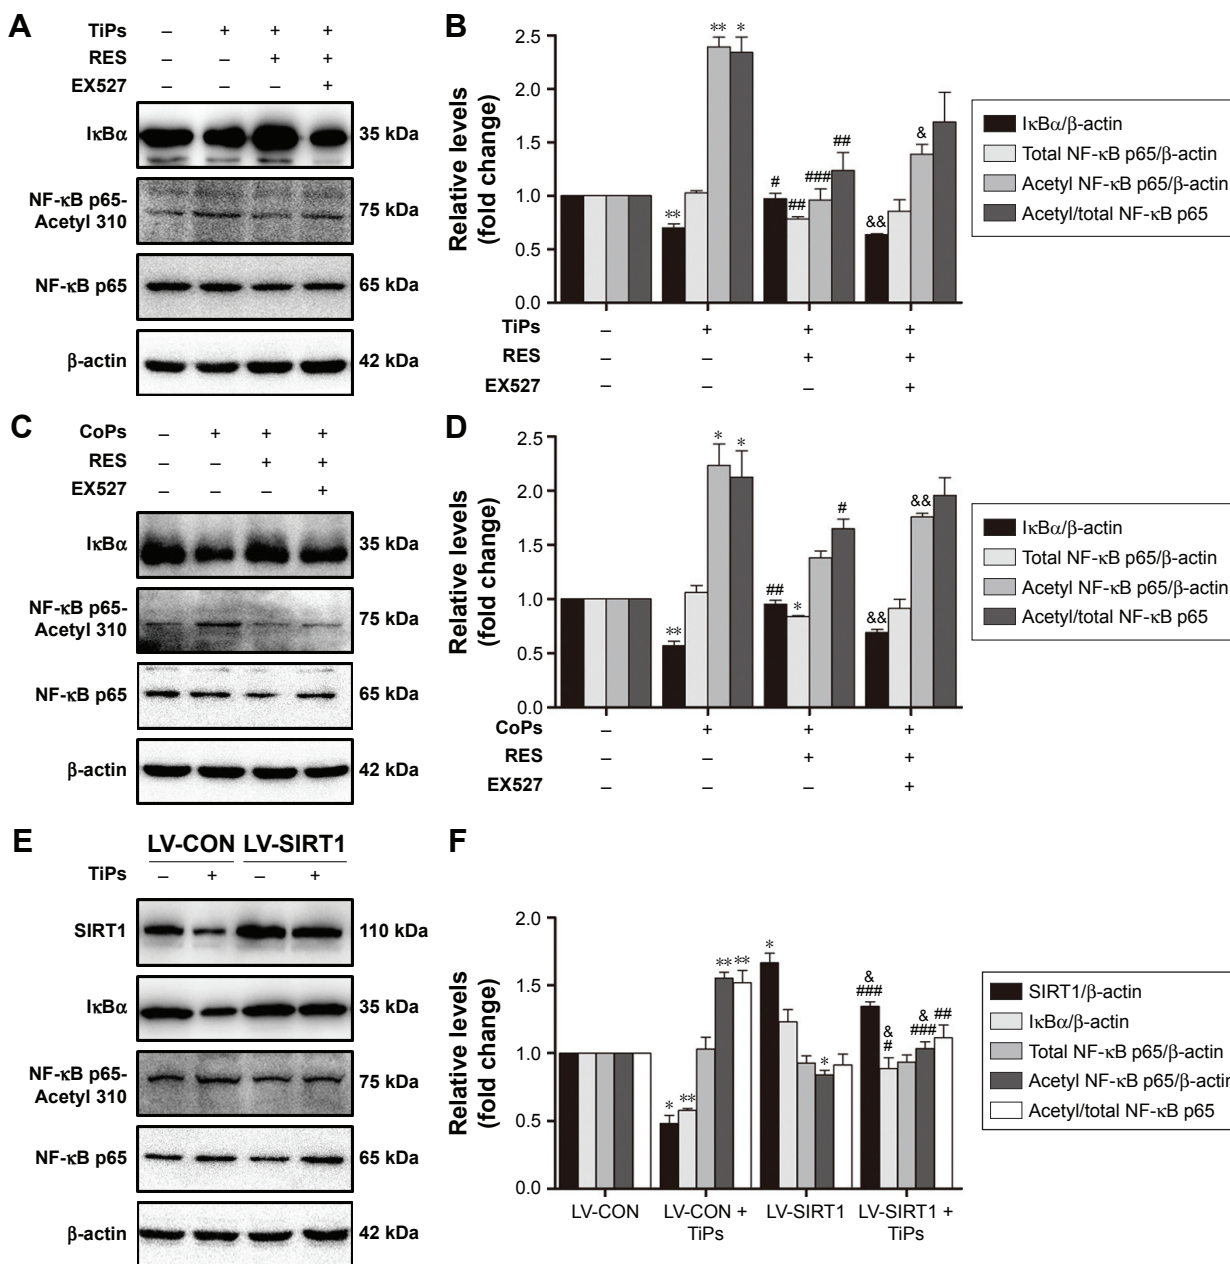 A
TiPs – + + +
RES – – + +
EX527 – – – +
IκBα 35 kDa
NF-κB p65-
Acetyl 310 75 kDa
NF-κB p65 65 kDa
β-actin 42 kDa
B
Relative levels
(fold change)
2.5
2.0
1.5
1.0
0.5
0.0
** ** * # ## ### ## && &
TiPs – + + +
RES – – + +
EX527 – – – +
IκBα/β-actin
Total NF-κB p65/β-actin
Acetyl NF-κB p65/β-actin
Acetyl/total NF-κB p65
C
CoPs – + + +
RES – – + +
EX527 – – – +
IκBα 35 kDa
NF-κB p65-
Acetyl 310 75 kDa
NF-κB p65 65 kDa
β-actin 42 kDa
D
Relative levels
(fold change)
2.5
2.0
1.5
1.0
0.5
0.0
** * * ## * # && &&
CoPs – + + +
RES – – + +
EX527 – – – +
IκBα/β-actin
Total NF-κB p65/β-actin
Acetyl NF-κB p65/β-actin
Acetyl/total NF-κB p65
E
LV-CON LV-SIRT1
TiPs – + – +
SIRT1 110 kDa
IκBα 35 kDa
NF-κB p65-
Acetyl 310 75 kDa
NF-κB p65 65 kDa
β-actin 42 kDa
F
Relative levels
(fold change)
2.0
1.5
1.0
0.5
0.0
* ** ** ** * *
& & &
### # ### ##
LV-CON LV-CON + LV-SIRT1 LV-SIRT1 +
TiPs TiPs
SIRT1/β-actin
IκBα/β-actin
Total NF-κB p65/β-actin
Acetyl NF-κB p65/β-actin
Acetyl/total NF-κB p65